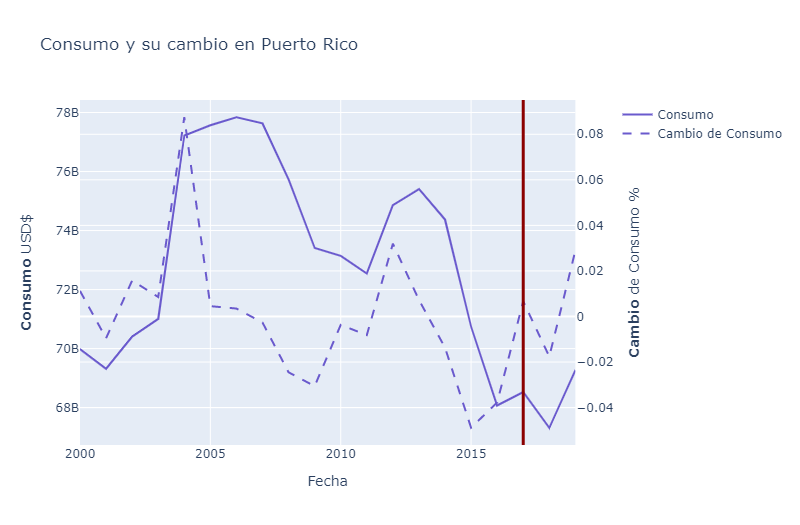 Consumo y su cambio en Puerto Rico
Consumo
Cambio de Consumo
78B
76B
74B
72B
70B
68B
Consumo USD$
0.08
0.06
0.04
0.02
0
−0.02
−0.04
Cambio de Consumo %
2000
2005
2010
2015
Fecha